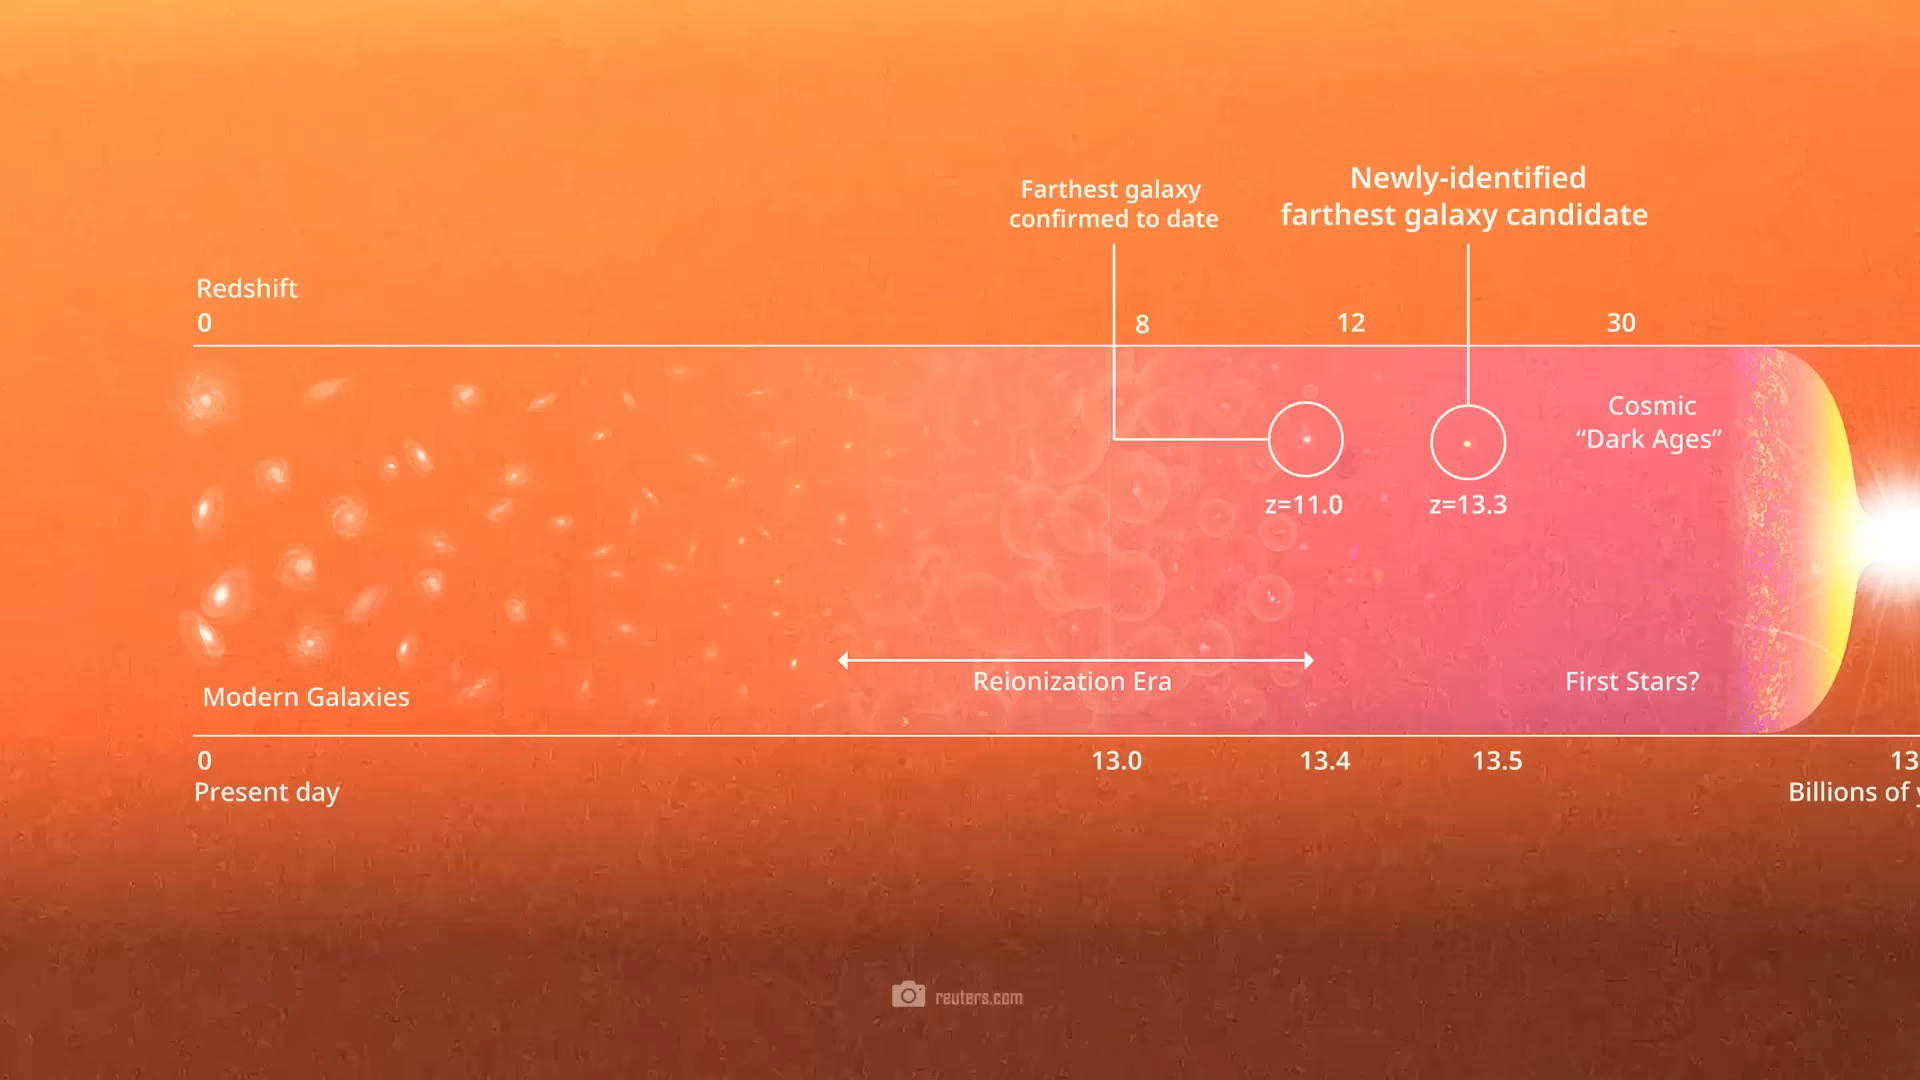 Farthest galaxy
confirmed to date
Newly-identified
farthest galaxy candidate
Redshift
0
8
12
30
Cosmic
“Dark Ages”
z=11.0
z=13.3
Reionization Era
First Stars?
Modern Galaxies
0
13.0
13.4
13.5
13
Present day
Billions of
reuters.com